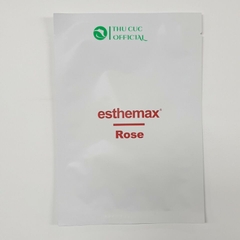 THU CUC
OFFICIAL
esthemax®
Rose